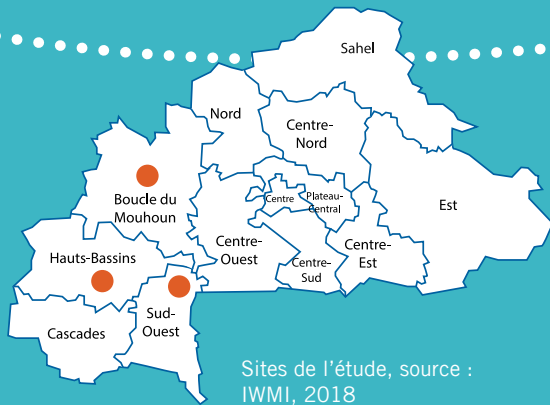 Sahel
Nord
Centre-
Nord
Boucle du
Mouhoun
Centre
Plateau-
Central
Est
Centre-
Ouest
Centre-
Est
Hauts-Bassins
Centre-
Sud
Sud-
Ouest
Cascades
Sites de l'étude, source :
IWMI, 2018